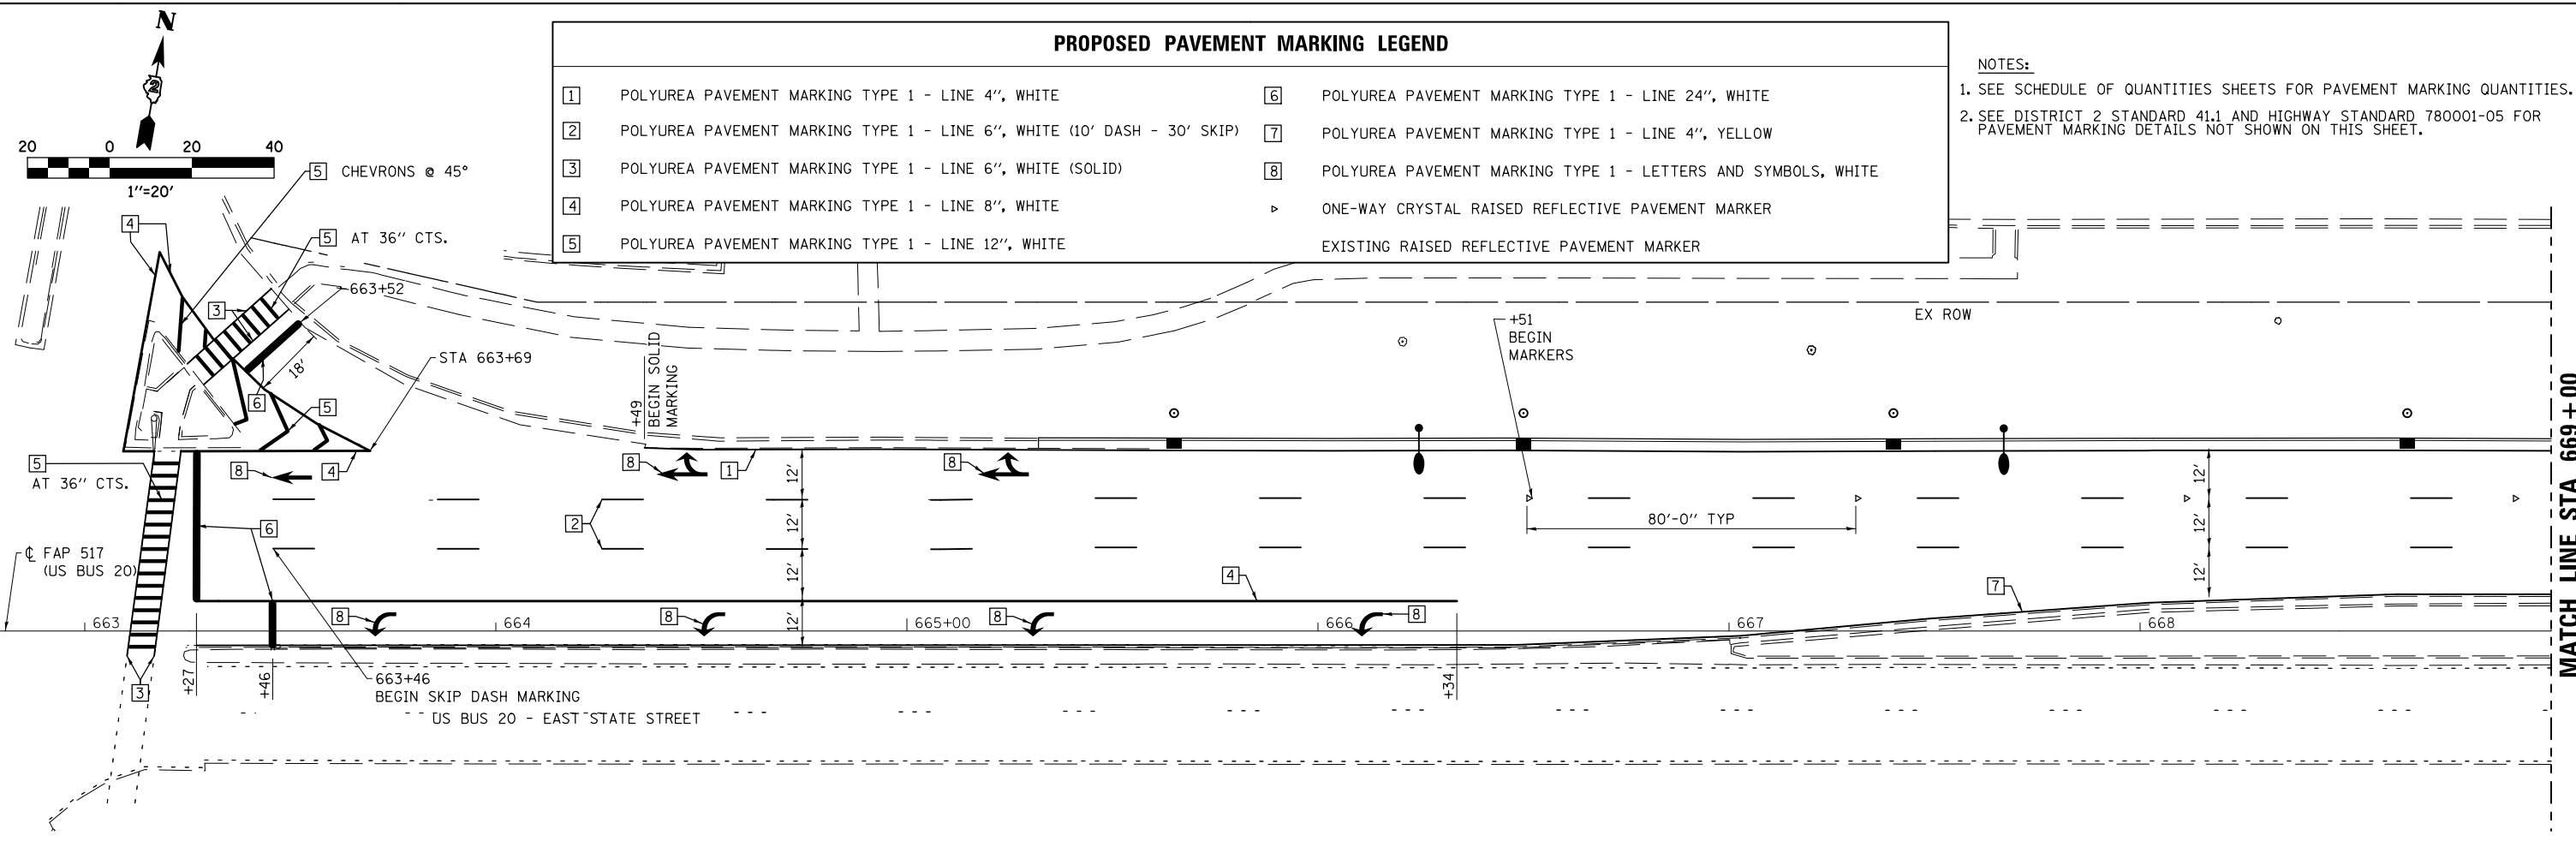 N
2
20 0 20 40
1"=20'
PROPOSED PAVEMENT MARKING LEGEND
1 POLYUREA PAVEMENT MARKING TYPE 1 - LINE 4", WHITE
2 POLYUREA PAVEMENT MARKING TYPE 1 - LINE 6", WHITE (10' DASH - 30' SKIP)
3 POLYUREA PAVEMENT MARKING TYPE 1 - LINE 6", WHITE (SOLID)
4 POLYUREA PAVEMENT MARKING TYPE 1 - LINE 8", WHITE
5 POLYUREA PAVEMENT MARKING TYPE 1 - LINE 12", WHITE
6 POLYUREA PAVEMENT MARKING TYPE 1 - LINE 24", WHITE
7 POLYUREA PAVEMENT MARKING TYPE 1 - LINE 4", YELLOW
8 POLYUREA PAVEMENT MARKING TYPE 1 - LETTERS AND SYMBOLS, WHITE
ONE-WAY CRYSTAL RAISED REFLECTIVE PAVEMENT MARKER
EXISTING RAISED REFLECTIVE PAVEMENT MARKER
NOTES:
1. SEE SCHEDULE OF QUANTITIES SHEETS FOR PAVEMENT MARKING QUANTITIES.
2. SEE DISTRICT 2 STANDARD 41.1 AND HIGHWAY STANDARD 780001-05 FOR
PAVEMENT MARKING DETAILS NOT SHOWN ON THIS SHEET.
5 CHEVRONS @ 45°
4
5 AT 36" CTS.
663+52
3
18'
STA 663+69
6
5
+49
BEGIN SOLID
MARKING
+51
BEGIN
MARKERS
EX ROW
5
AT 36" CTS.
8
4
8
1
8
12'
12'
12'
12'
2
6
80'-0" TYP
12'
12'
12'
℄ FAP 517
(US BUS 20)
4
7
8
8
8
8
663
664
665+00
666
667
668
3
+27
+46
+34
663+46
BEGIN SKIP DASH MARKING
US BUS 20 - EAST STATE STREET
MATCH LINE STA 669+00